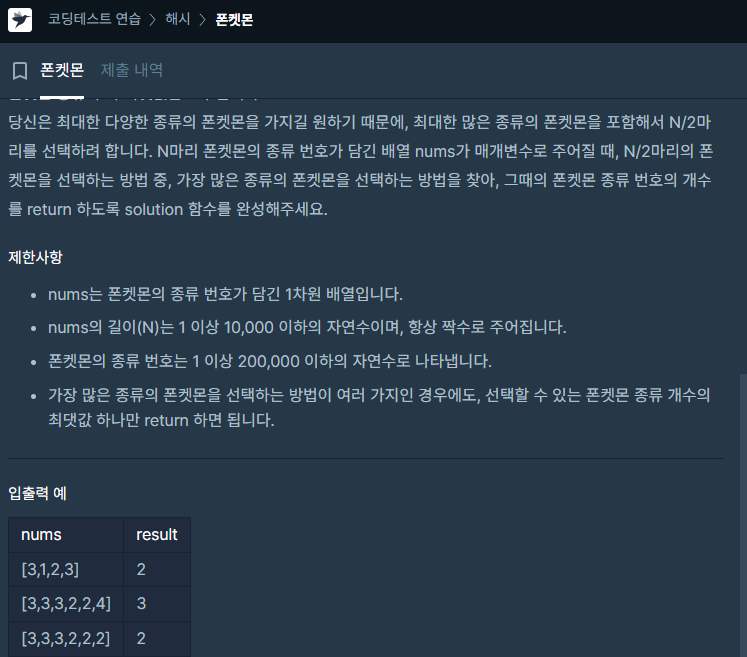 코딩테스트 연습 > 해시 > 폰켓몬
폰켓몬 제출 내역
당신은 최대한 다양한 종류의 폰켓몬을 가지길 원하기 때문에, 최대한 많은 종류의 폰켓몬을 포함해서 N/2마
리를 선택하려 합니다. N마리 폰켓몬의 종류 번호가 담긴 배열 nums가 매개변수로 주어질 때, N/2마리의 폰
켓몬을 선택하는 방법 중, 가장 많은 종류의 폰켓몬을 선택하는 방법을 찾아, 그때의 폰켓몬 종류 번호의 개수
를 return 하도록 solution 함수를 완성해주세요.
제한사항
• nums는 폰켓몬의 종류 번호가 담긴 1차원 배열입니다.
• nums의 길이(N)는 1 이상 10,000 이하의 자연수이며, 항상 짝수로 주어집니다.
• 폰켓몬의 종류 번호는 1 이상 200,000 이하의 자연수로 나타냅니다.
• 가장 많은 종류의 폰켓몬을 선택하는 방법이 여러 가지인 경우에도, 선택할 수 있는 폰켓몬 종류 개수의
최댓값 하나만 return 하면 됩니다.
입출력 예
nums result
[3,1,2,3] 2
[3,3,3,2,2,4] 3
[3,3,3,2,2,2] 2